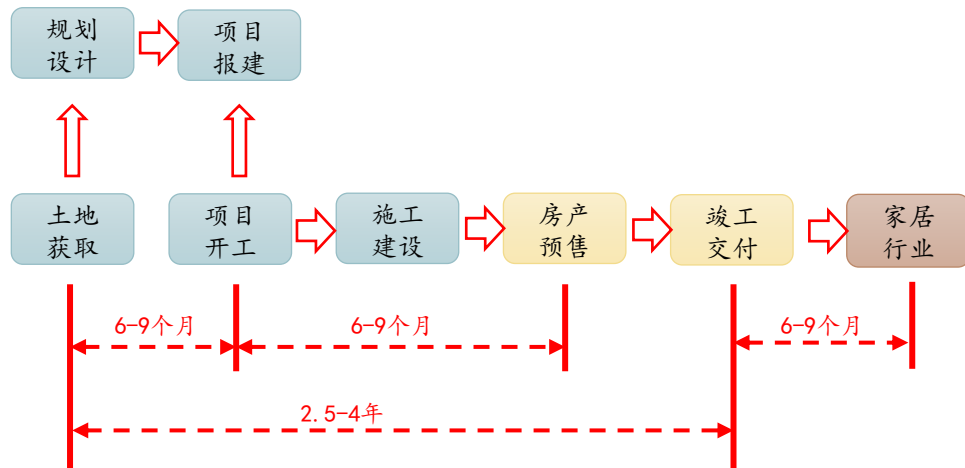 规划
设计
项目
报建
土地
获取
项目
开工
施工
建设
房产
预售
竣工
交付
家居
行业
6-9个月
6-9个月
6-9个月
2.5-4年